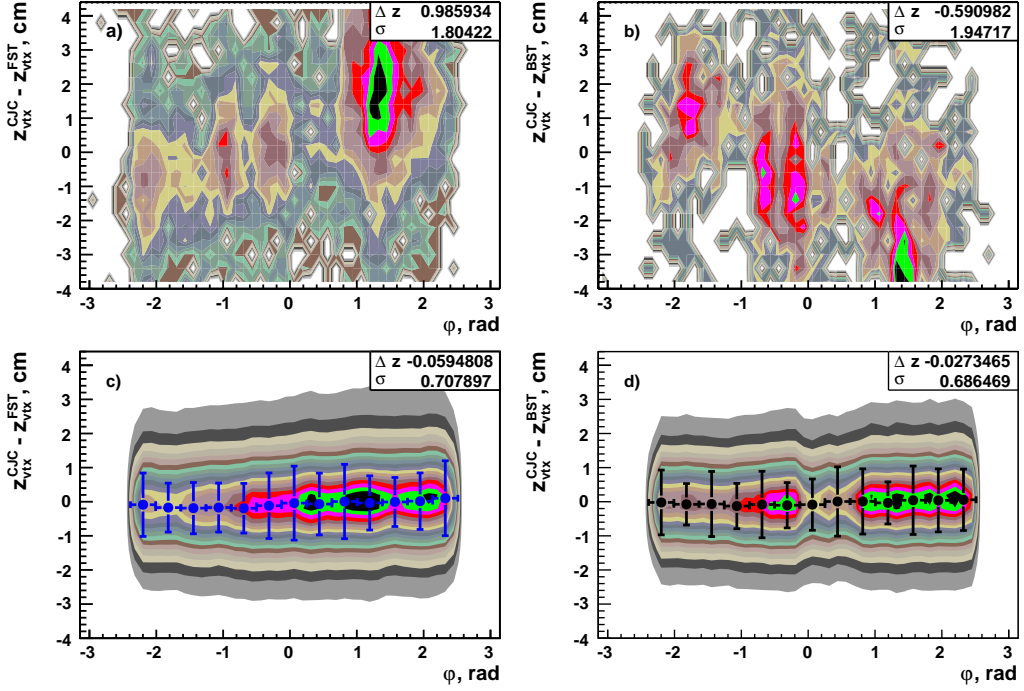 a)
Δ z 0.985934
σ 1.80422
z_vtx^CJC - z_vtx^FST, cm
4
3
2
1
0
-1
-2
-3
-4
-3 -2 -1 0 1 2 3
φ, rad
b)
Δ z -0.590982
σ 1.94717
z_vtx^CJC - z_vtx^BST, cm
4
3
2
1
0
-1
-2
-3
-4
-3 -2 -1 0 1 2 3
φ, rad
c)
Δ z -0.0594808
σ 0.707897
z_vtx^CJC - z_vtx^FST, cm
4
3
2
1
0
-1
-2
-3
-4
-3 -2 -1 0 1 2 3
φ, rad
d)
Δ z -0.0273465
σ 0.686469
z_vtx^CJC - z_vtx^BST, cm
4
3
2
1
0
-1
-2
-3
-4
-3 -2 -1 0 1 2 3
φ, rad